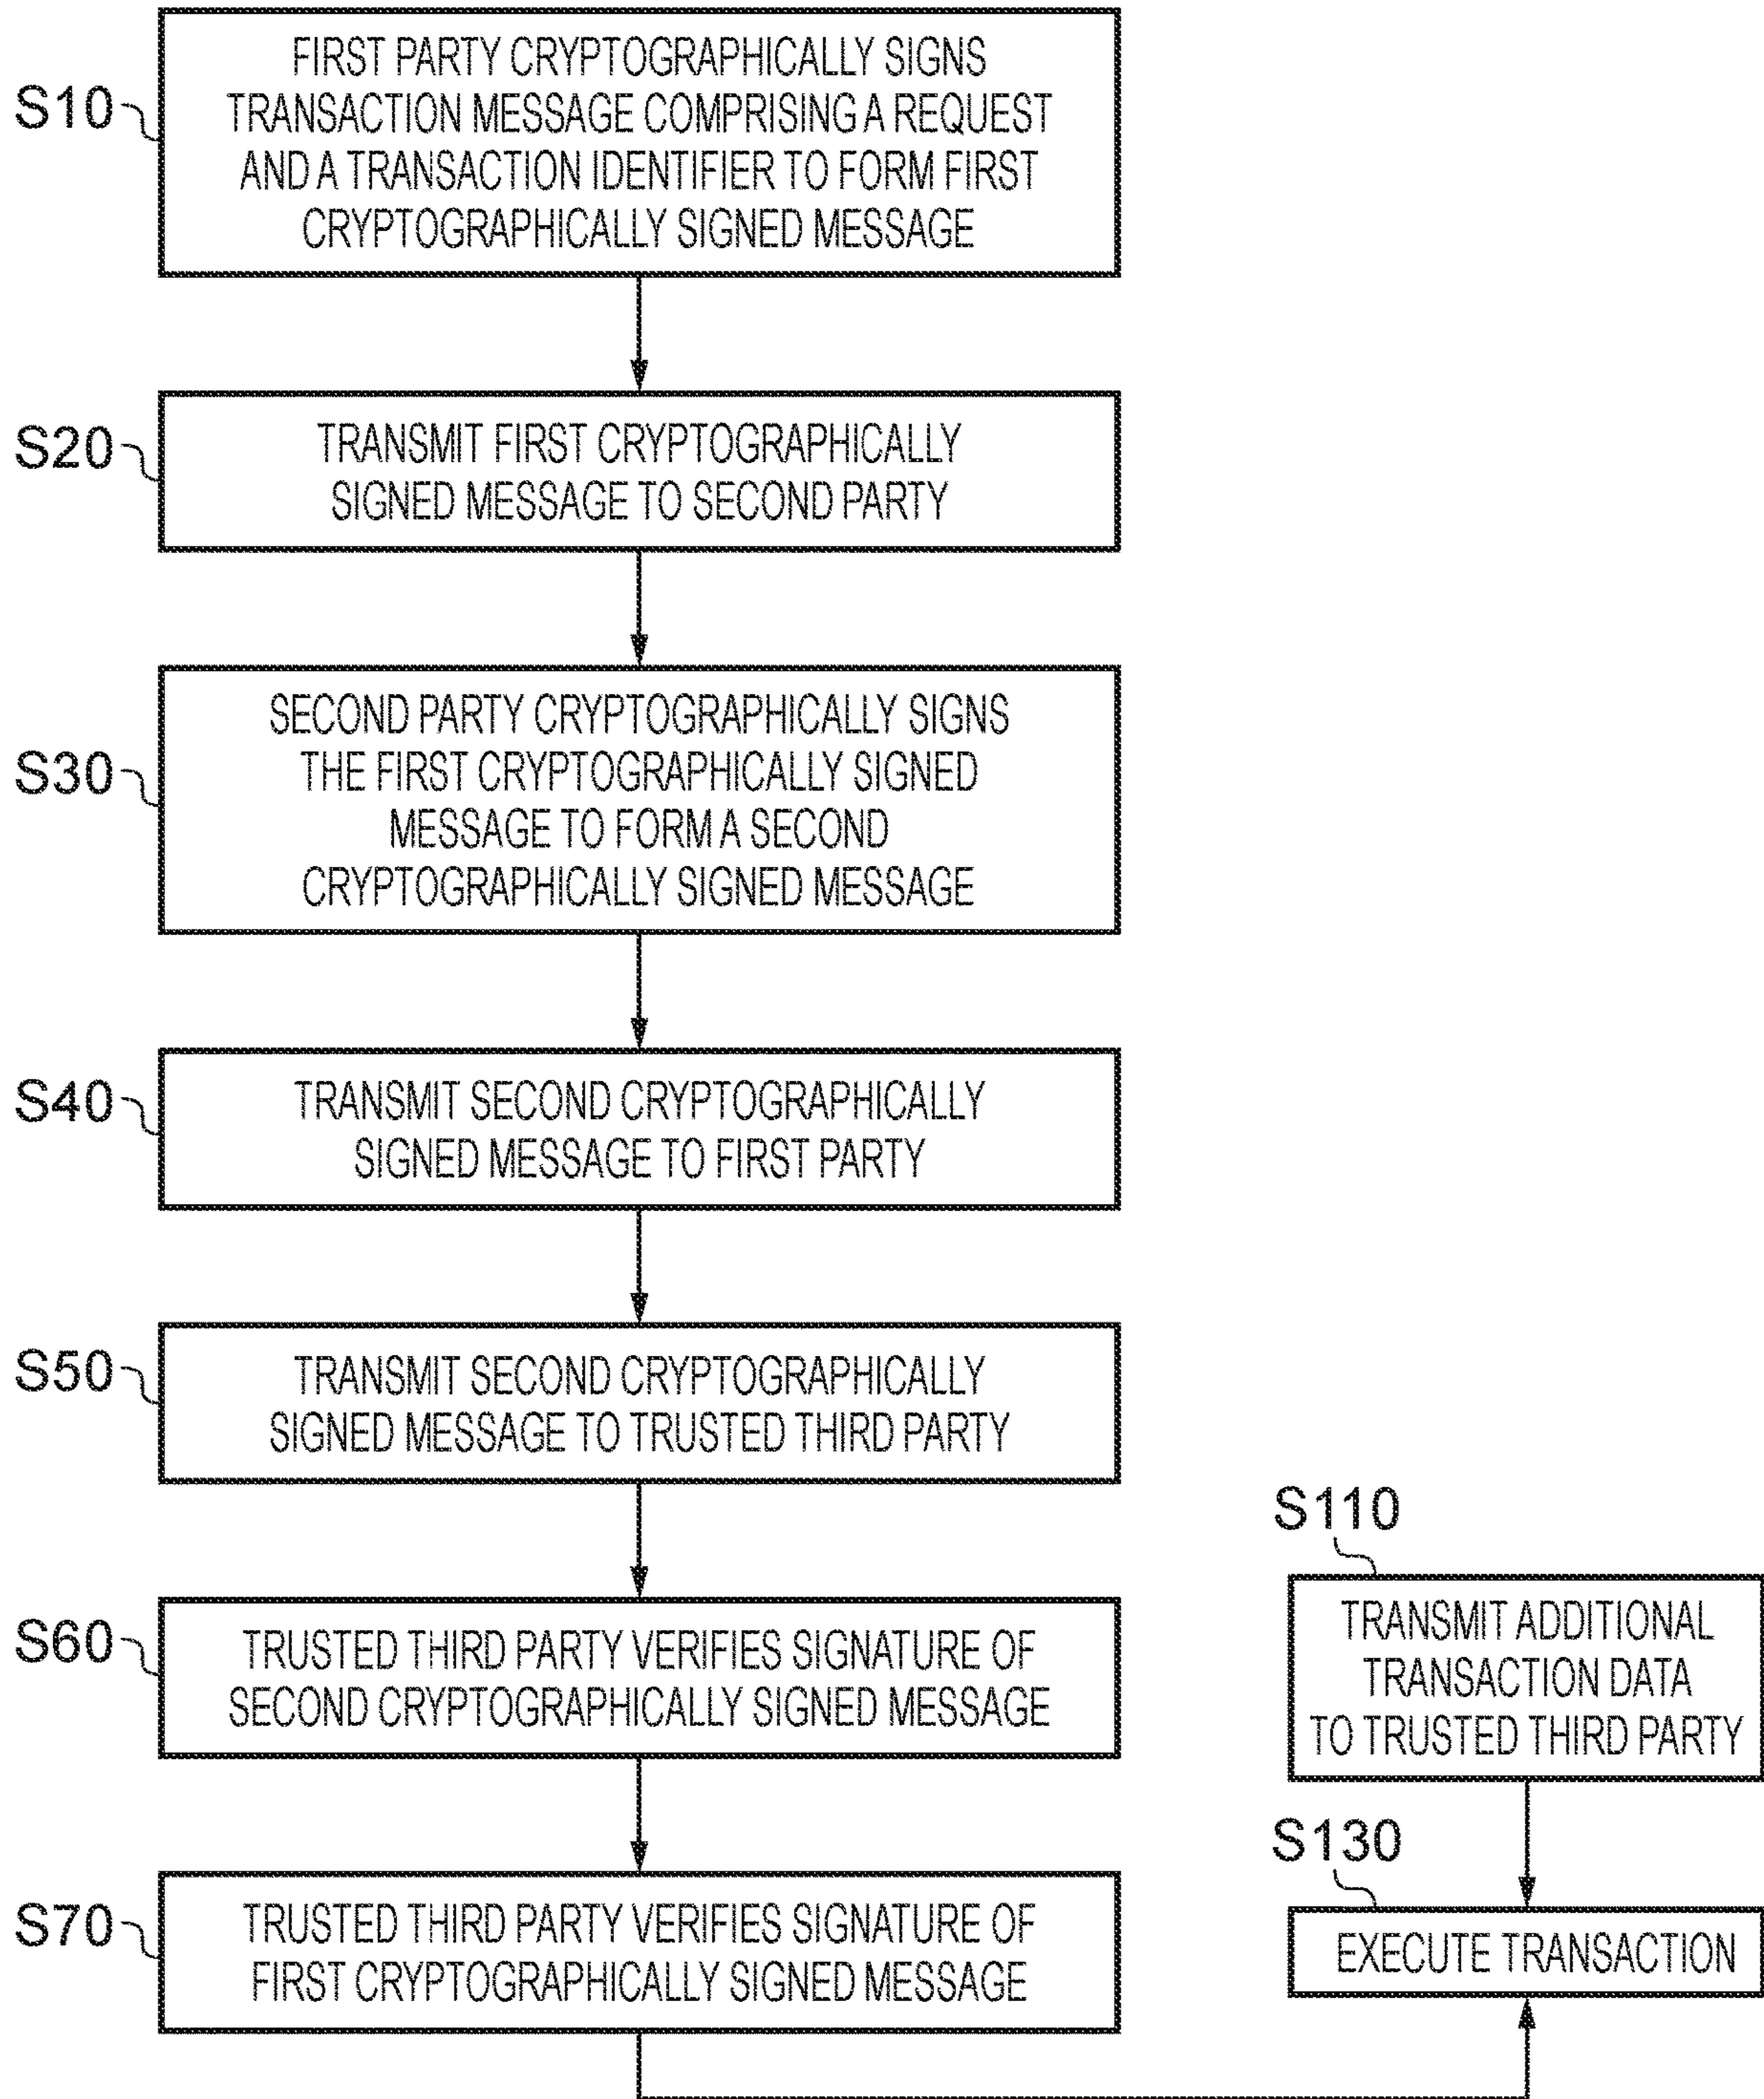 S10
FIRST PARTY CRYPTOGRAPHICALLY SIGNS
TRANSACTION MESSAGE COMPRISING A REQUEST
AND A TRANSACTION IDENTIFIER TO FORM FIRST
CRYPTOGRAPHICALLY SIGNED MESSAGE
S20
TRANSMIT FIRST CRYPTOGRAPHICALLY
SIGNED MESSAGE TO SECOND PARTY
S30
SECOND PARTY CRYPTOGRAPHICALLY SIGNS
THE FIRST CRYPTOGRAPHICALLY SIGNED
MESSAGE TO FORM A SECOND
CRYPTOGRAPHICALLY SIGNED MESSAGE
S40
TRANSMIT SECOND CRYPTOGRAPHICALLY
SIGNED MESSAGE TO FIRST PARTY
S50
TRANSMIT SECOND CRYPTOGRAPHICALLY
SIGNED MESSAGE TO TRUSTED THIRD PARTY
S60
TRUSTED THIRD PARTY VERIFIES SIGNATURE OF
SECOND CRYPTOGRAPHICALLY SIGNED MESSAGE
S70
TRUSTED THIRD PARTY VERIFIES SIGNATURE OF
FIRST CRYPTOGRAPHICALLY SIGNED MESSAGE
S110
TRANSMIT ADDITIONAL
TRANSACTION DATA
TO TRUSTED THIRD PARTY
S130
EXECUTE TRANSACTION